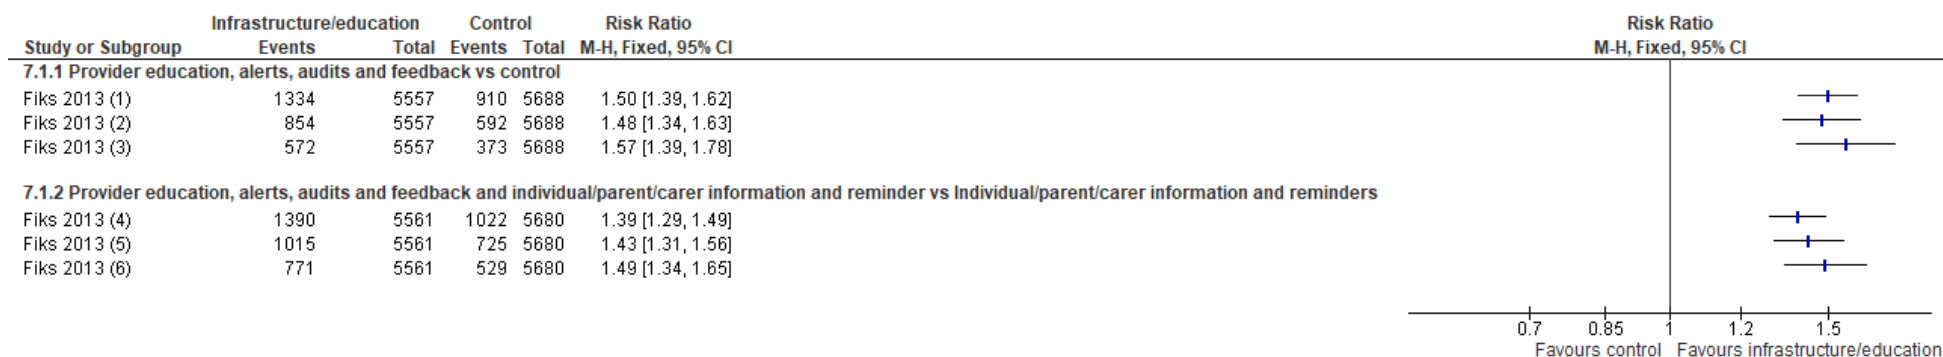 Infrastructure/education Control Risk Ratio Risk Ratio
Study or Subgroup Events Total Events Total M-H, Fixed, 95% CI M-H, Fixed, 95% CI
7.1.1 Provider education, alerts, audits and feedback vs control
Fiks 2013 (1) 1334 5557 910 5688 1.50 [1.39, 1.62]
Fiks 2013 (2) 854 5557 592 5688 1.48 [1.34, 1.63]
Fiks 2013 (3) 572 5557 373 5688 1.57 [1.39, 1.78]
7.1.2 Provider education, alerts, audits and feedback and individual/parent/carer information and reminder vs Individual/parent/carer information and reminders
Fiks 2013 (4) 1390 5561 1022 5680 1.39 [1.29, 1.49]
Fiks 2013 (5) 1015 5561 725 5680 1.43 [1.31, 1.56]
Fiks 2013 (6) 771 5561 529 5680 1.49 [1.34, 1.65]
0.7 0.85 1 1.2 1.5
Favours control Favours infrastructure/education